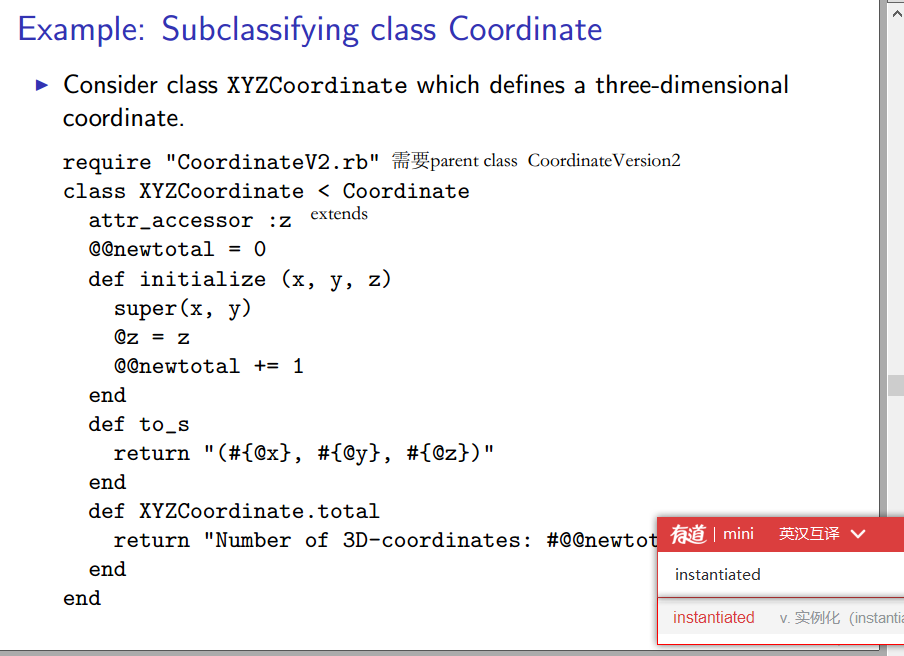 Example: Subclassifying class Coordinate
Consider class XYZCoordinate which defines a three-dimensional
coordinate.
require "CoordinateV2.rb" 需要parent class CoordinateVersion2
class XYZCoordinate < Coordinate
extends
attr_accessor :z
@@newtotal = 0
def initialize (x, y, z)
super(x, y)
@z = z
@@newtotal += 1
end
def to_s
return "(#{@x}, #{@y}, #{@z})"
end
def XYZCoordinate.total
return "Number of 3D-coordinates: #@@newtot
end
end
有道 | mini 英汉互译
instantiated
instantiated v. 实例化 (instantia